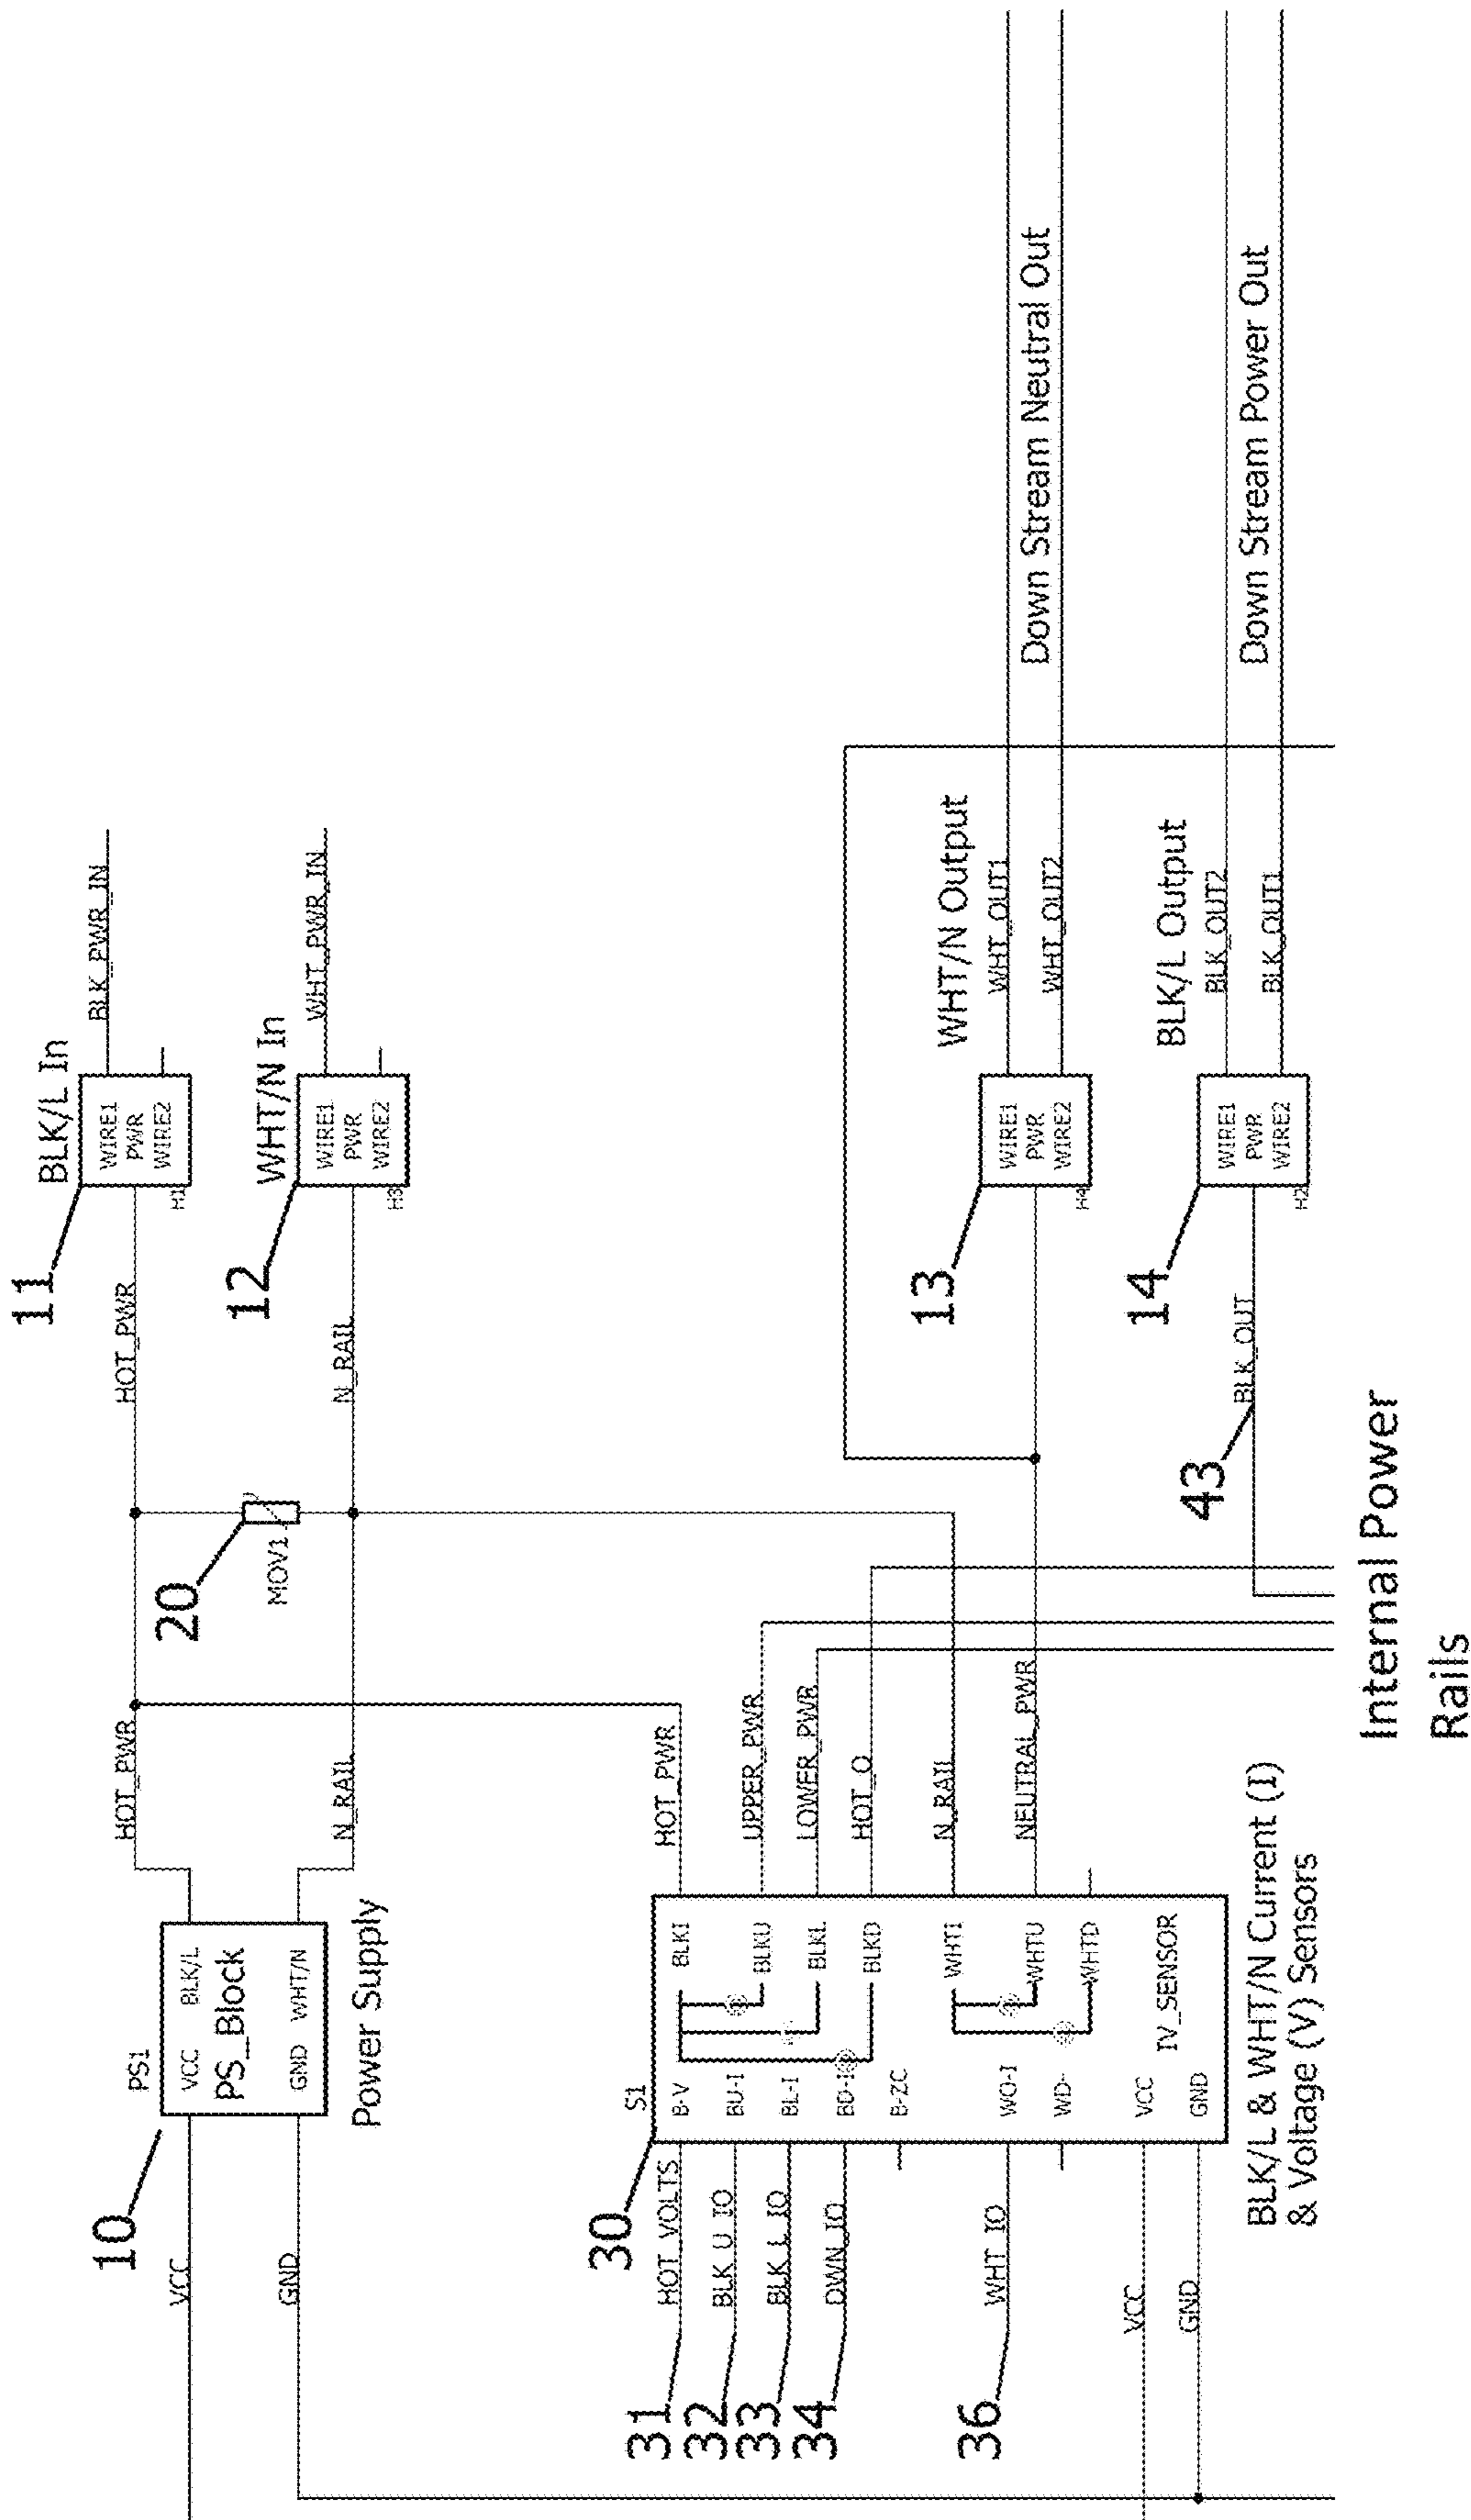 10
VCC
GND
PS1
VCC BLK/L
PS_Block
GND WHT/N
Power Supply
HOT_PWR
N_RAIL
20
MOV1
HOT_PWR
N_RAIL
11
BLK/L In
WIRE1
PWR
WIRE2
H1
BLK_PWR_IN
12
WHT/N In
WIRE1
PWR
WIRE2
H3
WHT_PWR_IN
30
S1
31
HOT_VOLTS
B-V
BLKI
HOT_PWR
32
BLK_U_IO
BU-I
BLKU
UPPER_PWR
33
BLK_L_IO
BL-I
BLKL
LOWER_PWR
34
DWN_IO
BD-I
BLKD
HOT_O
B-ZC
WHTI
N_RAIL
36
WHT_IO
WO-I
WHTU
NEUTRAL_PWR
WD-
WHTD
VCC
VCC
IV_SENSOR
GND
GND
BLK/L & WHT/N Current (I)
& Voltage (V) Sensors
13
WHT/N Output
WIRE1
PWR
WIRE2
H4
WHT_OUT1
WHT_OUT2
Down Stream Neutral Out
14
BLK/L Output
WIRE1
PWR
WIRE2
H2
BLK_OUT2
BLK_OUT1
Down Stream Power Out
43
BLK_OUT
Internal Power
Rails